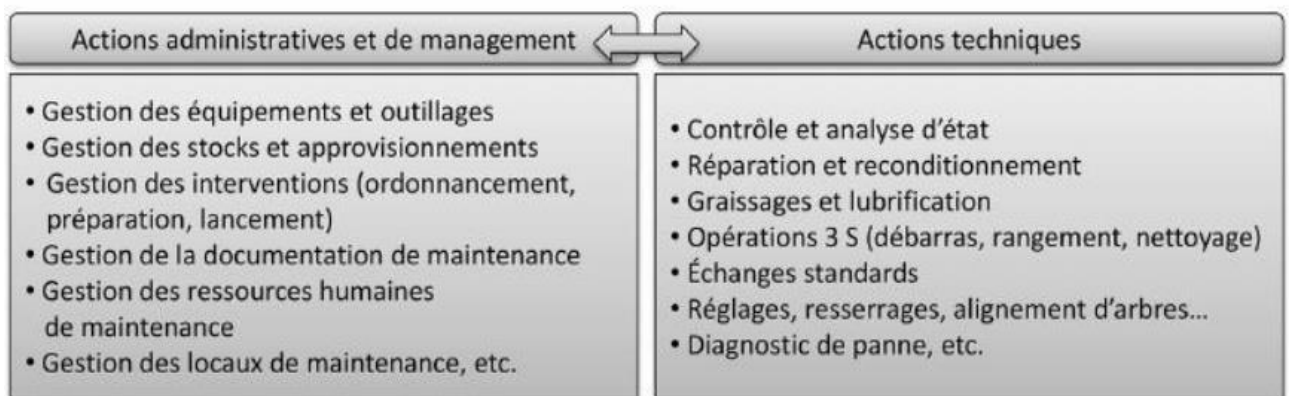 Actions administratives et de management
• Gestion des équipements et outillages
• Gestion des stocks et approvisionnements
• Gestion des interventions (ordonnancement,
préparation, lancement)
• Gestion de la documentation de maintenance
• Gestion des ressources humaines
de maintenance
• Gestion des locaux de maintenance, etc.
Actions techniques
• Contrôle et analyse d'état
• Réparation et reconditionnement
• Graissages et lubrification
• Opérations 3 S (débarras, rangement, nettoyage)
• Échanges standards
• Réglages, resserrages, alignement d'arbres...
• Diagnostic de panne, etc.